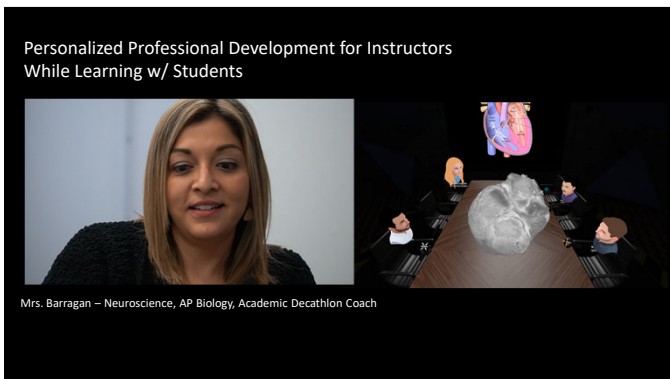 Personalized Professional Development for Instructors
While Learning w/ Students
Mrs. Barragan – Neuroscience, AP Biology, Academic Decathlon Coach